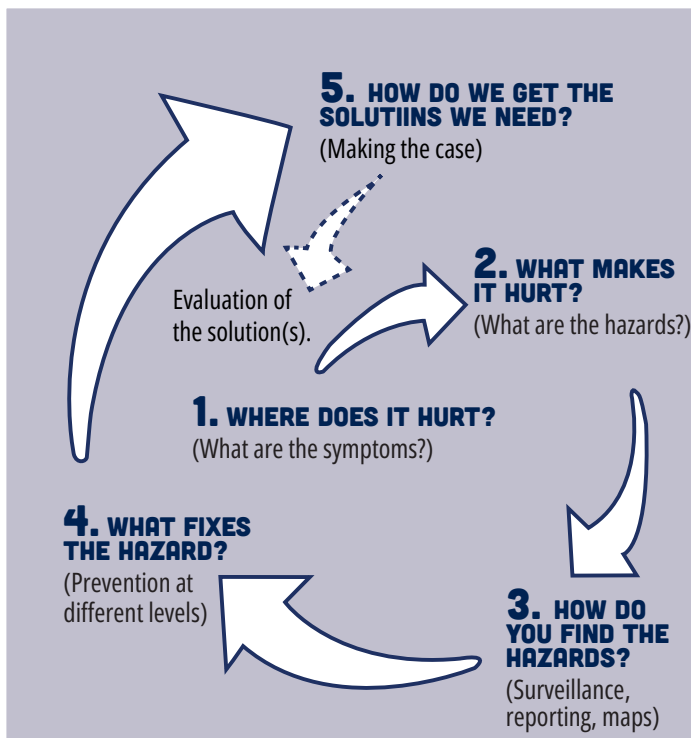 5. HOW DO WE GET THE
SOLUTIINS WE NEED?
(Making the case)
Evaluation of
the solution(s).
1. WHERE DOES IT HURT?
(What are the symptoms?)
2. WHAT MAKES
IT HURT?
(What are the hazards?)
3. HOW DO
YOU FIND THE
HAZARDS?
(Surveillance,
reporting, maps)
4. WHAT FIXES
THE HAZARD?
(Prevention at
different levels)